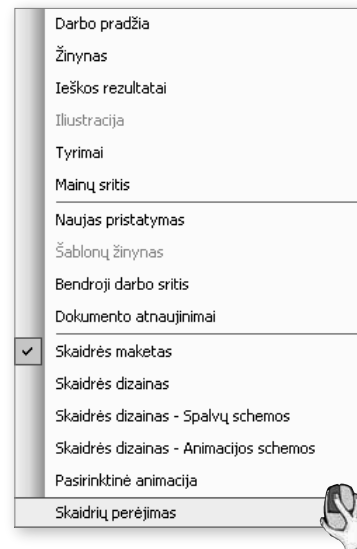 Darbo pradžia
Žinynas
Ieškos rezultatai
Iliustracija
Tyrimai
Mainų sritis
Naujas pristatymas
Šablonų žinynas
Bendroji darbo sritis
Dokumento atnaujinimai
Skaidrės maketas
Skaidrės dizainas
Skaidrės dizainas - Spalvų schemos
Skaidrės dizainas - Animacijos schemos
Pasirinktinė animacija
Skaidrių perėjimas